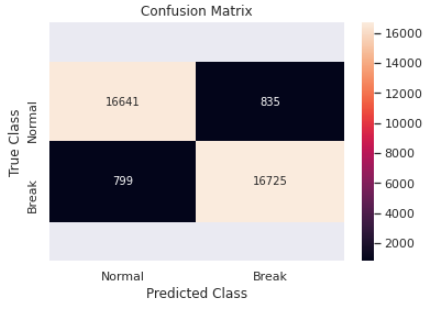 Confusion Matrix
True Class
Normal
Break
16641
835
799
16725
Normal
Break
Predicted Class
16000
14000
12000
10000
8000
6000
4000
2000